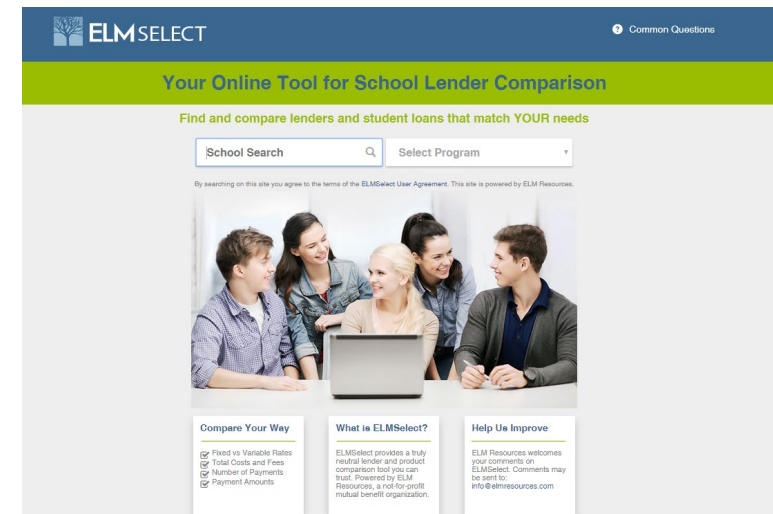 ELM SELECT
Common Questions
Your Online Tool for School Lender Comparison
Find and compare lenders and student loans that match YOUR needs
School Search
Select Program
By searching on this site you agree to the terms of the ELMSelect User Agreement. This site is powered by ELM Resources.
Compare Your Way
Fixed vs Variable Rates
Total Costs and Fees
Number of Payments
Payment Amounts
What is ELMSelect?
ELMSelect provides a truly
neutral lender and product
comparison tool you can
trust. Powered by ELM
Resources, a not-for-profit
mutual benefit organization.
Help Us Improve
ELM Resources welcomes
your comments on
ELMSelect. Comments may
be sent to:
info@elmresources.com